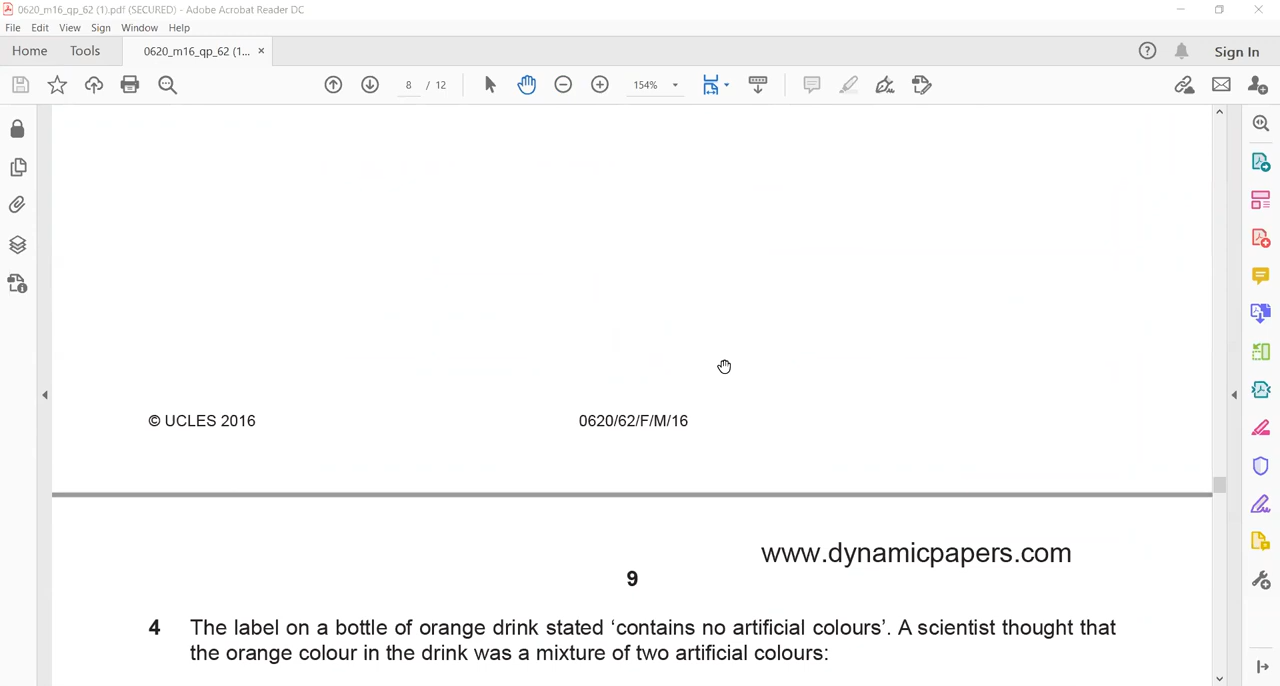 0620_m16_qp_62 (1).pdf (SECURED) - Adobe Acrobat Reader DC
File Edit View Sign Window Help
Home Tools 0620_m16_qp_62 (1... × Sign In
8 / 12 154%
© UCLES 2016 0620/62/F/M/16
www.dynamicpapers.com
9
4 The label on a bottle of orange drink stated ‘contains no artificial colours’. A scientist thought that
the orange colour in the drink was a mixture of two artificial colours: